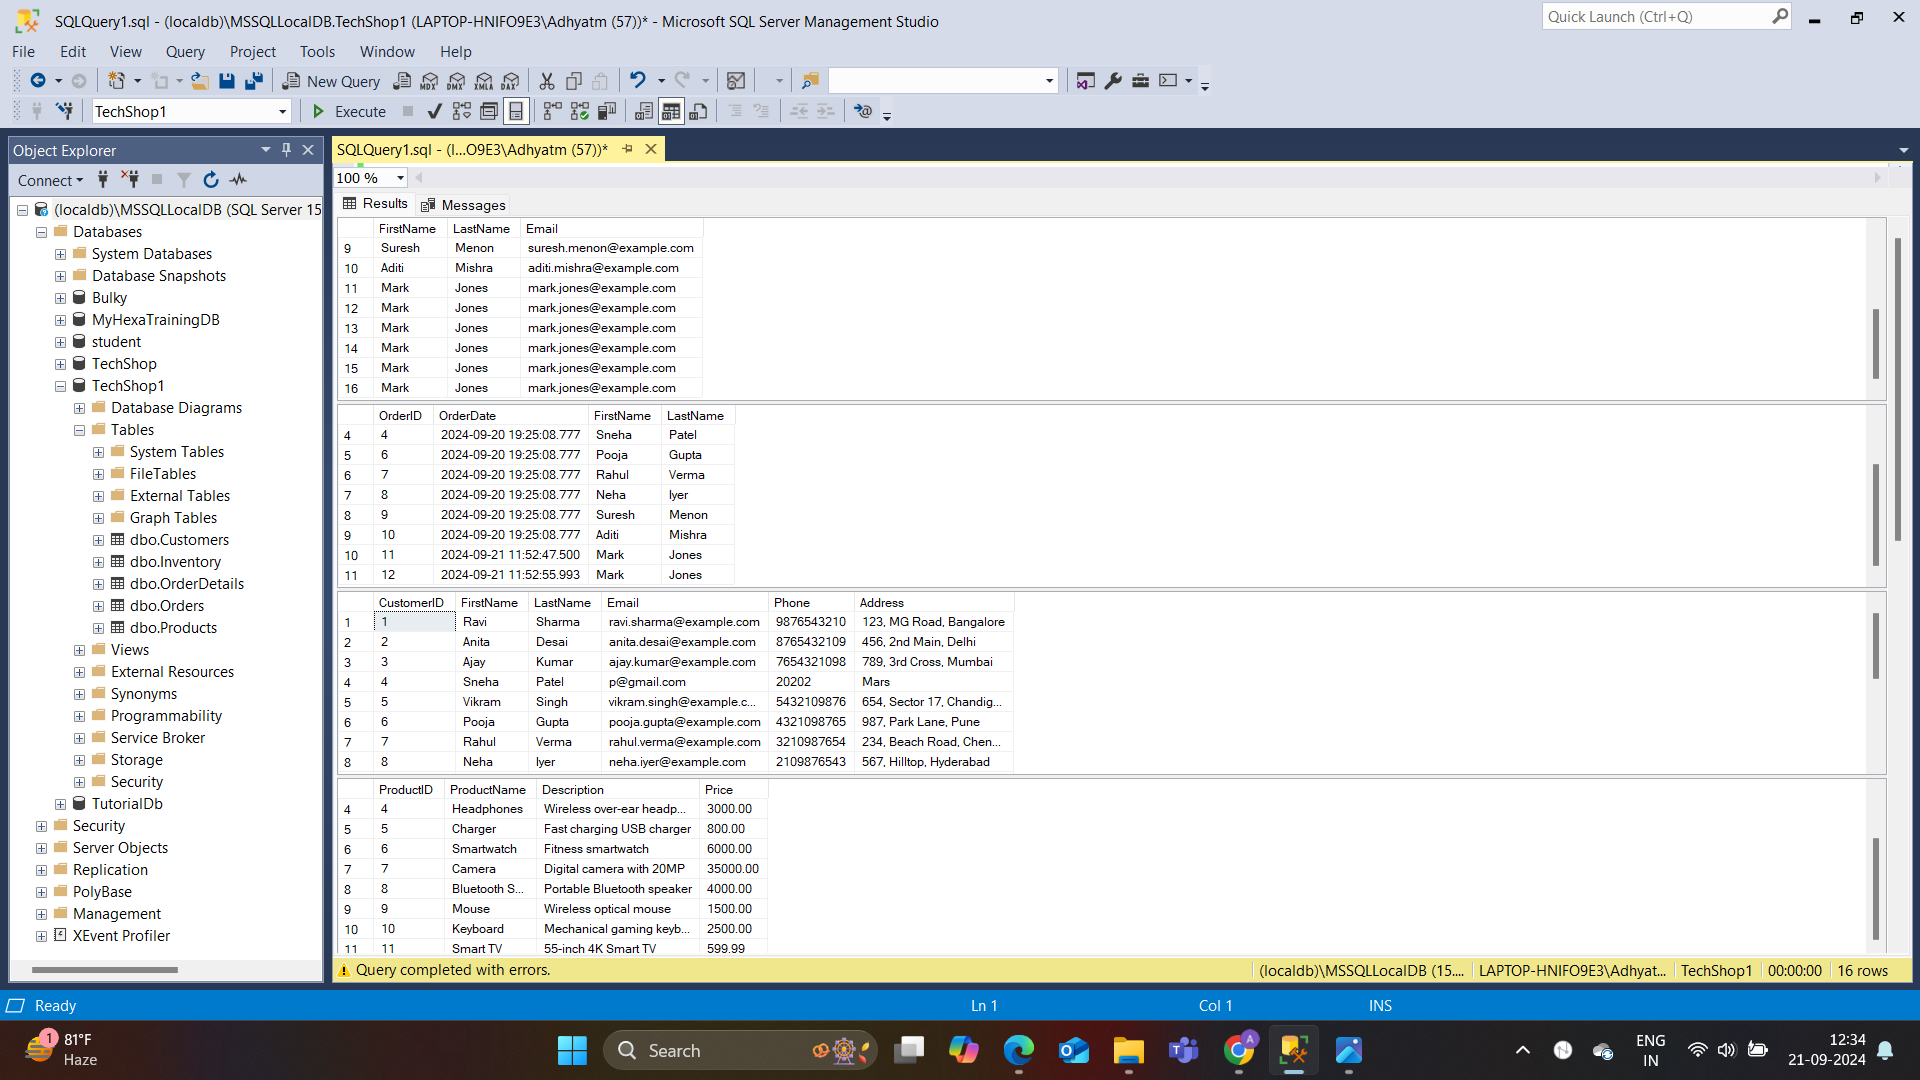 SQLQuery1.sql - (localdb)\MSSQLLocalDB.TechShop1 (LAPTOP-HNIFO9E3\Adhyatm (57))* - Microsoft SQL Server Management Studio
Quick Launch (Ctrl+Q)
File Edit View Query Project Tools Window Help
New Query MDX DMX XMLA DAX
TechShop1 Execute
Object Explorer
SQLQuery1.sql - (l...O9E3\Adhyatm (57))*
Connect
100 %
Results Messages
(localdb)\MSSQLLocalDB (SQL Server 15
Databases
System Databases
Database Snapshots
Bulky
MyHexaTrainingDB
student
TechShop
TechShop1
Database Diagrams
Tables
System Tables
FileTables
External Tables
Graph Tables
dbo.Customers
dbo.Inventory
dbo.OrderDetails
dbo.Orders
dbo.Products
Views
External Resources
Synonyms
Programmability
Service Broker
Storage
Security
TutorialDb
Security
Server Objects
Replication
PolyBase
Management
XEvent Profiler
FirstName LastName Email
9 Suresh Menon suresh.menon@example.com
10 Aditi Mishra aditi.mishra@example.com
11 Mark Jones mark.jones@example.com
12 Mark Jones mark.jones@example.com
13 Mark Jones mark.jones@example.com
14 Mark Jones mark.jones@example.com
15 Mark Jones mark.jones@example.com
16 Mark Jones mark.jones@example.com
OrderID OrderDate FirstName LastName
4 4 2024-09-20 19:25:08.777 Sneha Patel
5 6 2024-09-20 19:25:08.777 Pooja Gupta
6 7 2024-09-20 19:25:08.777 Rahul Verma
7 8 2024-09-20 19:25:08.777 Neha Iyer
8 9 2024-09-20 19:25:08.777 Suresh Menon
9 10 2024-09-20 19:25:08.777 Aditi Mishra
10 11 2024-09-21 11:52:47.500 Mark Jones
11 12 2024-09-21 11:52:55.993 Mark Jones
CustomerID FirstName LastName Email Phone Address
1 1 Ravi Sharma ravi.sharma@example.com 9876543210 123, MG Road, Bangalore
2 2 Anita Desai anita.desai@example.com 8765432109 456, 2nd Main, Delhi
3 3 Ajay Kumar ajay.kumar@example.com 7654321098 789, 3rd Cross, Mumbai
4 4 Sneha Patel p@gmail.com 20202 Mars
5 5 Vikram Singh vikram.singh@example.c... 5432109876 654, Sector 17, Chandig...
6 6 Pooja Gupta pooja.gupta@example.com 4321098765 987, Park Lane, Pune
7 7 Rahul Verma rahul.verma@example.com 3210987654 234, Beach Road, Chen...
8 8 Neha Iyer neha.iyer@example.com 2109876543 567, Hilltop, Hyderabad
ProductID ProductName Description Price
4 4 Headphones Wireless over-ear headp... 3000.00
5 5 Charger Fast charging USB charger 800.00
6 6 Smartwatch Fitness smartwatch 6000.00
7 7 Camera Digital camera with 20MP 35000.00
8 8 Bluetooth S... Portable Bluetooth speaker 4000.00
9 9 Mouse Wireless optical mouse 1500.00
10 10 Keyboard Mechanical gaming keyb... 2500.00
11 11 Smart TV 55-inch 4K Smart TV 599.99
Query completed with errors. (localdb)\MSSQLLocalDB (15.... LAPTOP-HNIFO9E3\Adhyat... TechShop1 00:00:00 16 rows
Ready Ln 1 Col 1 INS
1 81°F
Haze
Search
A
ENG
IN
12:34
21-09-2024